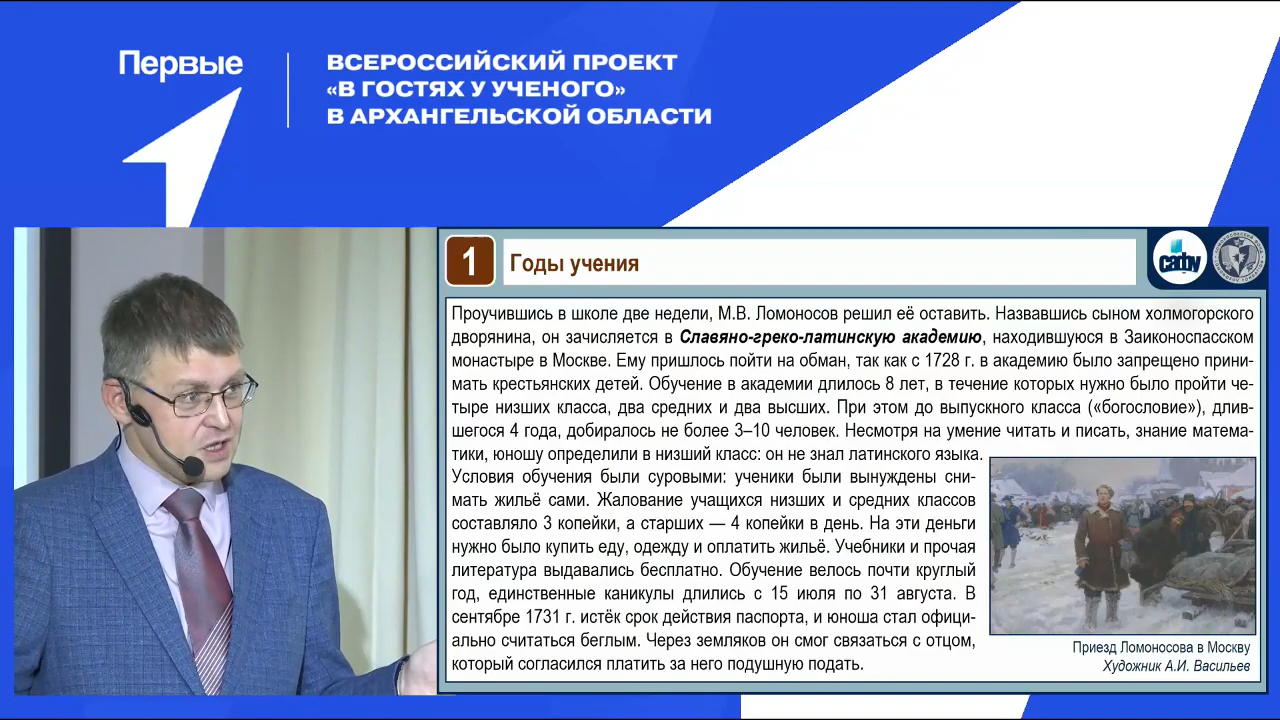 Первые
ВСЕРОССИЙСКИЙ ПРОЕКТ
«В ГОСТЯХ У УЧЕНОГО»
В АРХАНГЕЛЬСКОЙ ОБЛАСТИ
1
Годы учения
сафу
Проучившись в школе две недели, М.В. Ломоносов решил её оставить. Назвавшись сыном холмогорского
дворянина, он зачисляется в Славяно-греко-латинскую академию, находившуюся в Заиконоспасском
монастыре в Москве. Ему пришлось пойти на обман, так как с 1728 г. в академию было запрещено прини-
мать крестьянских детей. Обучение в академии длилось 8 лет, в течение которых нужно было пройти че-
тыре низших класса, два средних и два высших. При этом до выпускного класса («богословие»), длив-
шегося 4 года, добиралось не более 3–10 человек. Несмотря на умение читать и писать, знание матема-
тики, юношу определили в низший класс: он не знал латинского языка.
Условия обучения были суровыми: ученики были вынуждены сни-
мать жильё сами. Жалование учащихся низших и средних классов
составляло 3 копейки, а старших — 4 копейки в день. На эти деньги
нужно было купить еду, одежду и оплатить жильё. Учебники и прочая
литература выдавались бесплатно. Обучение велось почти круглый
год, единственные каникулы длились с 15 июля по 31 августа. В
сентябре 1731 г. истёк срок действия паспорта, и юноша стал офици-
ально считаться беглым. Через земляков он смог связаться с отцом,
который согласился платить за него подушную подать.
Приезд Ломоносова в Москву
Художник А.И. Васильев